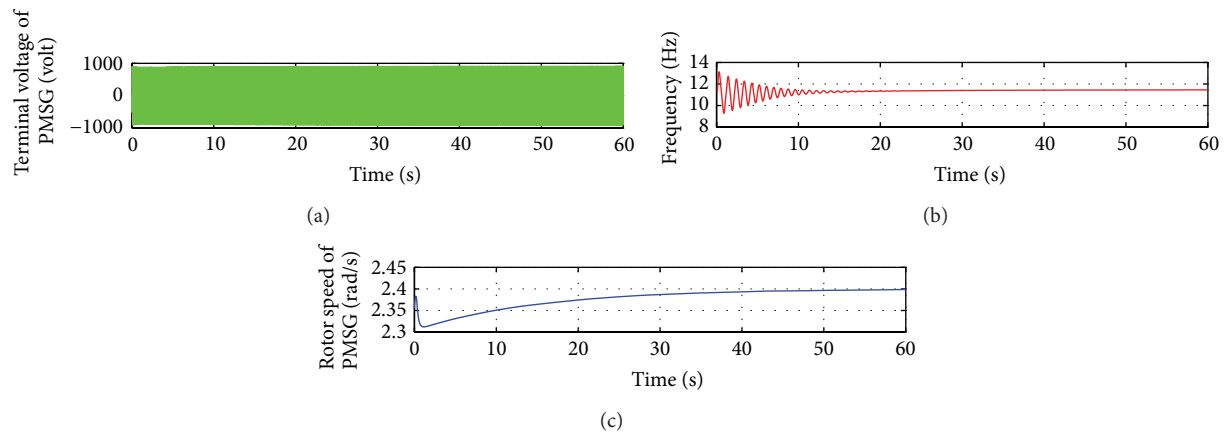 Terminal voltage of
PMSG (volt)
1000
0
−1000
0 10 20 30 40 50 60
Time (s)
(a)
Frequency (Hz)
14
12
10
8
0 10 20 30 40 50 60
Time (s)
(b)
Rotor speed of
PMSG (rad/s)
2.45
2.4
2.35
2.3
0 10 20 30 40 50 60
Time (s)
(c)